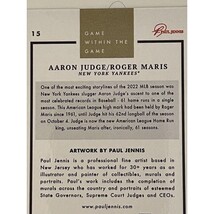 15
GAME
WITHIN THE
GAME
AARON JUDGE/ROGER MARIS
NEW YORK YANKEES®
One of the most exciting storylines of the 2022 MLB season was
New York Yankees slugger Aaron Judge's ascent to one of the
most celebrated records in Baseball - 61 home runs in a single
season. This American League high mark had been held by Roger
Maris since 1961, until Judge hit his 62nd longball of the season
on October 4. Judge is now the new American League Home Run
king, unseating Maris after, ironically, 61 seasons.
ARTWORK BY PAUL JENNIS
Paul Jennis is a professional fine artist based in
New Jersey who has worked for 30+ years as an
illustrator and painter of collectibles, murals and
portraits. Paul's work includes the completion of
murals across the country and portraits of esteemed
State Governors, Supreme Court Judges and CEOs.
www.pauljennis.com